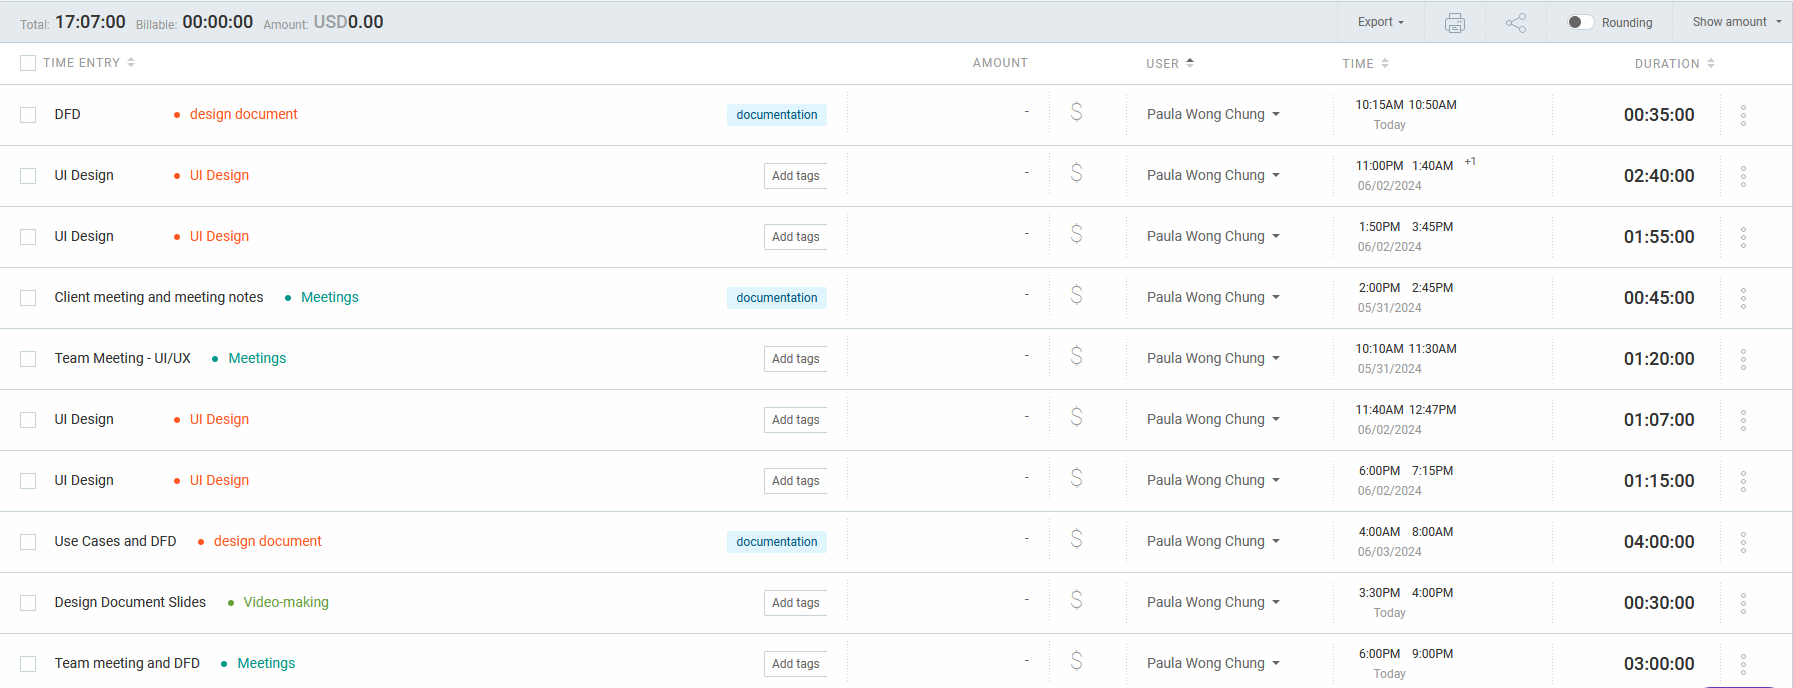 Total: 17:07:00 Billable: 00:00:00 Amount: USD0.00 Export Rounding Show amount
TIME ENTRY AMOUNT USER TIME DURATION
DFD design document documentation - $ Paula Wong Chung 10:15AM 10:50AM 00:35:00
Today
UI Design UI Design Add tags - $ Paula Wong Chung 11:00PM 1:40AM +1 02:40:00
06/02/2024
UI Design UI Design Add tags - $ Paula Wong Chung 1:50PM 3:45PM 01:55:00
06/02/2024
Client meeting and meeting notes Meetings documentation - $ Paula Wong Chung 2:00PM 2:45PM 00:45:00
05/31/2024
Team Meeting - UI/UX Meetings Add tags - $ Paula Wong Chung 10:10AM 11:30AM 01:20:00
05/31/2024
UI Design UI Design Add tags - $ Paula Wong Chung 11:40AM 12:47PM 01:07:00
06/02/2024
UI Design UI Design Add tags - $ Paula Wong Chung 6:00PM 7:15PM 01:15:00
06/02/2024
Use Cases and DFD design document documentation - $ Paula Wong Chung 4:00AM 8:00AM 04:00:00
06/03/2024
Design Document Slides Video-making Add tags - $ Paula Wong Chung 3:30PM 4:00PM 00:30:00
Today
Team meeting and DFD Meetings Add tags - $ Paula Wong Chung 6:00PM 9:00PM 03:00:00
Today